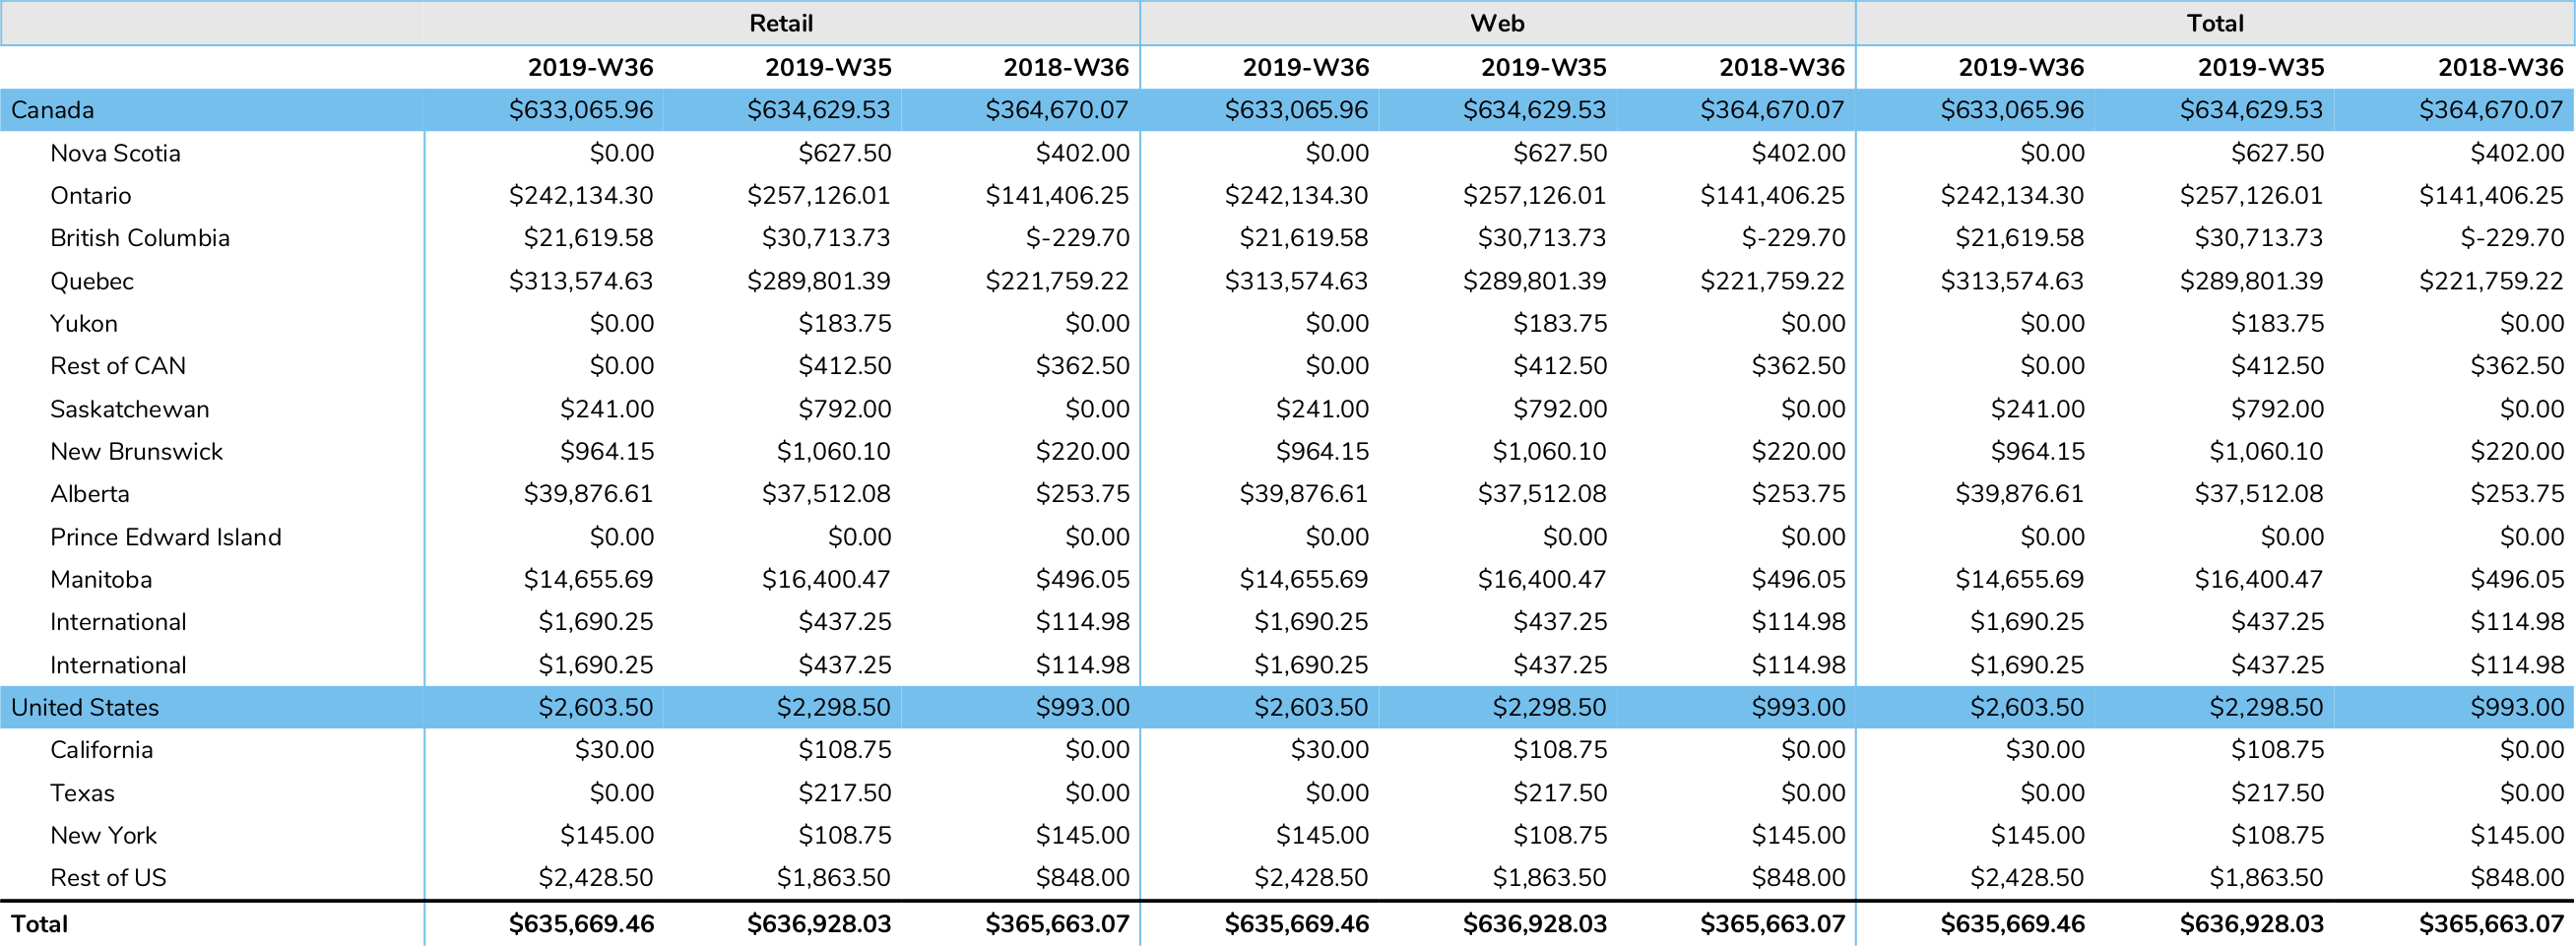 Retail Web Total
2019-W36 2019-W35 2018-W36 2019-W36 2019-W35 2018-W36 2019-W36 2019-W35 2018-W36
Canada $633,065.96 $634,629.53 $364,670.07 $633,065.96 $634,629.53 $364,670.07 $633,065.96 $634,629.53 $364,670.07
Nova Scotia $0.00 $627.50 $402.00 $0.00 $627.50 $402.00 $0.00 $627.50 $402.00
Ontario $242,134.30 $257,126.01 $141,406.25 $242,134.30 $257,126.01 $141,406.25 $242,134.30 $257,126.01 $141,406.25
British Columbia $21,619.58 $30,713.73 $-229.70 $21,619.58 $30,713.73 $-229.70 $21,619.58 $30,713.73 $-229.70
Quebec $313,574.63 $289,801.39 $221,759.22 $313,574.63 $289,801.39 $221,759.22 $313,574.63 $289,801.39 $221,759.22
Yukon $0.00 $183.75 $0.00 $0.00 $183.75 $0.00 $0.00 $183.75 $0.00
Rest of CAN $0.00 $412.50 $362.50 $0.00 $412.50 $362.50 $0.00 $412.50 $362.50
Saskatchewan $241.00 $792.00 $0.00 $241.00 $792.00 $0.00 $241.00 $792.00 $0.00
New Brunswick $964.15 $1,060.10 $220.00 $964.15 $1,060.10 $220.00 $964.15 $1,060.10 $220.00
Alberta $39,876.61 $37,512.08 $253.75 $39,876.61 $37,512.08 $253.75 $39,876.61 $37,512.08 $253.75
Prince Edward Island $0.00 $0.00 $0.00 $0.00 $0.00 $0.00 $0.00 $0.00 $0.00
Manitoba $14,655.69 $16,400.47 $496.05 $14,655.69 $16,400.47 $496.05 $14,655.69 $16,400.47 $496.05
International $1,690.25 $437.25 $114.98 $1,690.25 $437.25 $114.98 $1,690.25 $437.25 $114.98
International $1,690.25 $437.25 $114.98 $1,690.25 $437.25 $114.98 $1,690.25 $437.25 $114.98
United States $2,603.50 $2,298.50 $993.00 $2,603.50 $2,298.50 $993.00 $2,603.50 $2,298.50 $993.00
California $30.00 $108.75 $0.00 $30.00 $108.75 $0.00 $30.00 $108.75 $0.00
Texas $0.00 $217.50 $0.00 $0.00 $217.50 $0.00 $0.00 $217.50 $0.00
New York $145.00 $108.75 $145.00 $145.00 $108.75 $145.00 $145.00 $108.75 $145.00
Rest of US $2,428.50 $1,863.50 $848.00 $2,428.50 $1,863.50 $848.00 $2,428.50 $1,863.50 $848.00
Total $635,669.46 $636,928.03 $365,663.07 $635,669.46 $636,928.03 $365,663.07 $635,669.46 $636,928.03 $365,663.07